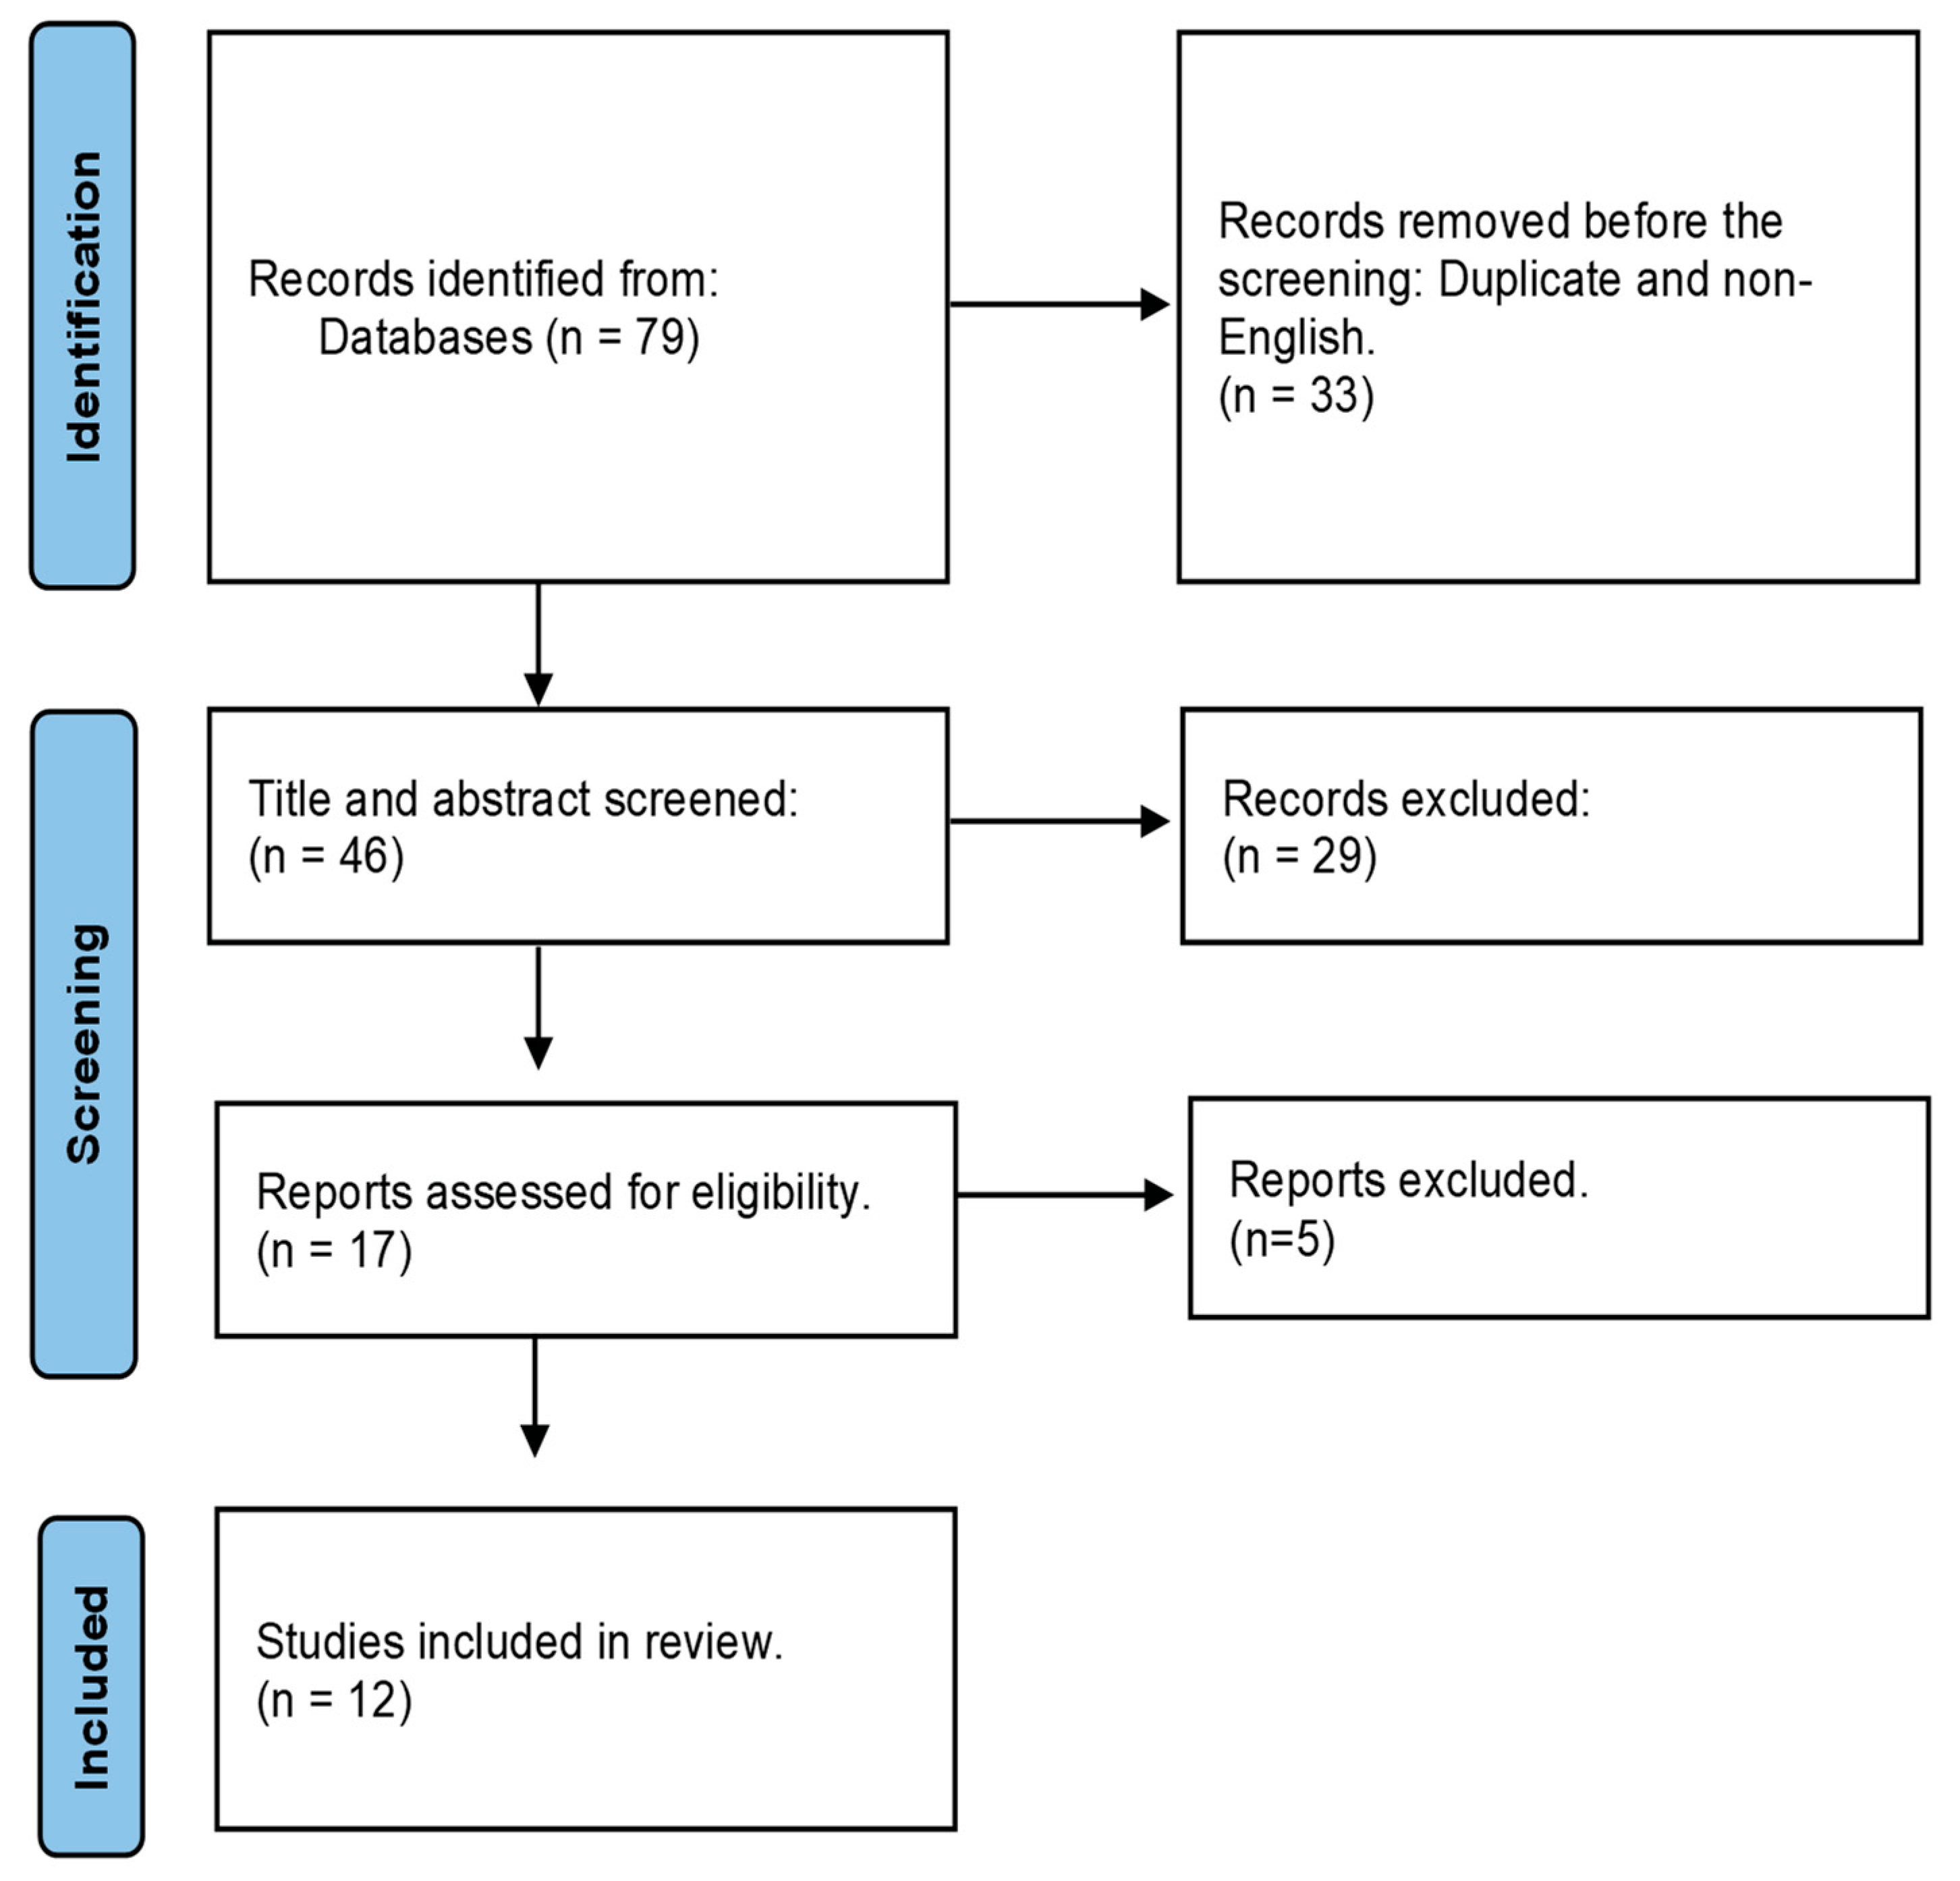 Identification
Records identified from:
Databases (n = 79)
Records removed before the
screening: Duplicate and non-
English.
(n = 33)
Screening
Title and abstract screened:
(n = 46)
Records excluded:
(n = 29)
Reports assessed for eligibility.
(n = 17)
Reports excluded.
(n=5)
Included
Studies included in review.
(n = 12)